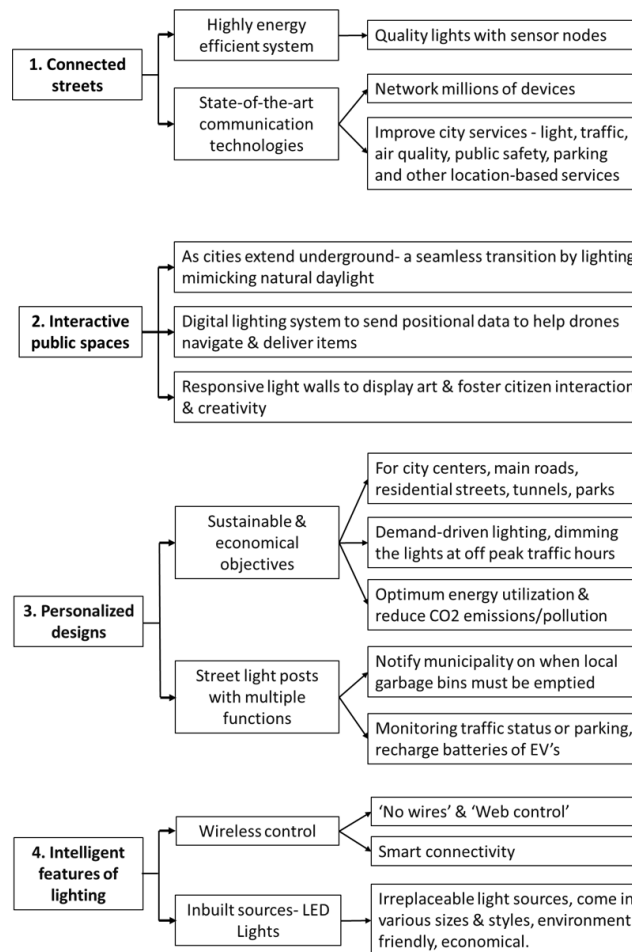 1. Connected
streets
Highly energy
efficient system
Quality lights with sensor nodes
State-of-the-art
communication
technologies
Network millions of devices
Improve city services - light, traffic,
air quality, public safety, parking
and other location-based services
2. Interactive
public spaces
As cities extend underground- a seamless transition by lighting
mimicking natural daylight
Digital lighting system to send positional data to help drones
navigate & deliver items
Responsive light walls to display art & foster citizen interaction
& creativity
3. Personalized
designs
Sustainable &
economical
objectives
For city centers, main roads,
residential streets, tunnels, parks
Demand-driven lighting, dimming
the lights at off peak traffic hours
Optimum energy utilization &
reduce CO2 emissions/pollution
Street light posts
with multiple
functions
Notify municipality on when local
garbage bins must be emptied
Monitoring traffic status or parking,
recharge batteries of EV's
4. Intelligent
features of
lighting
Wireless control
‘No wires’ & ‘Web control’
Smart connectivity
Inbuilt sources- LED
Lights
Irreplaceable light sources, come in
various sizes & styles, environment
friendly, economical.